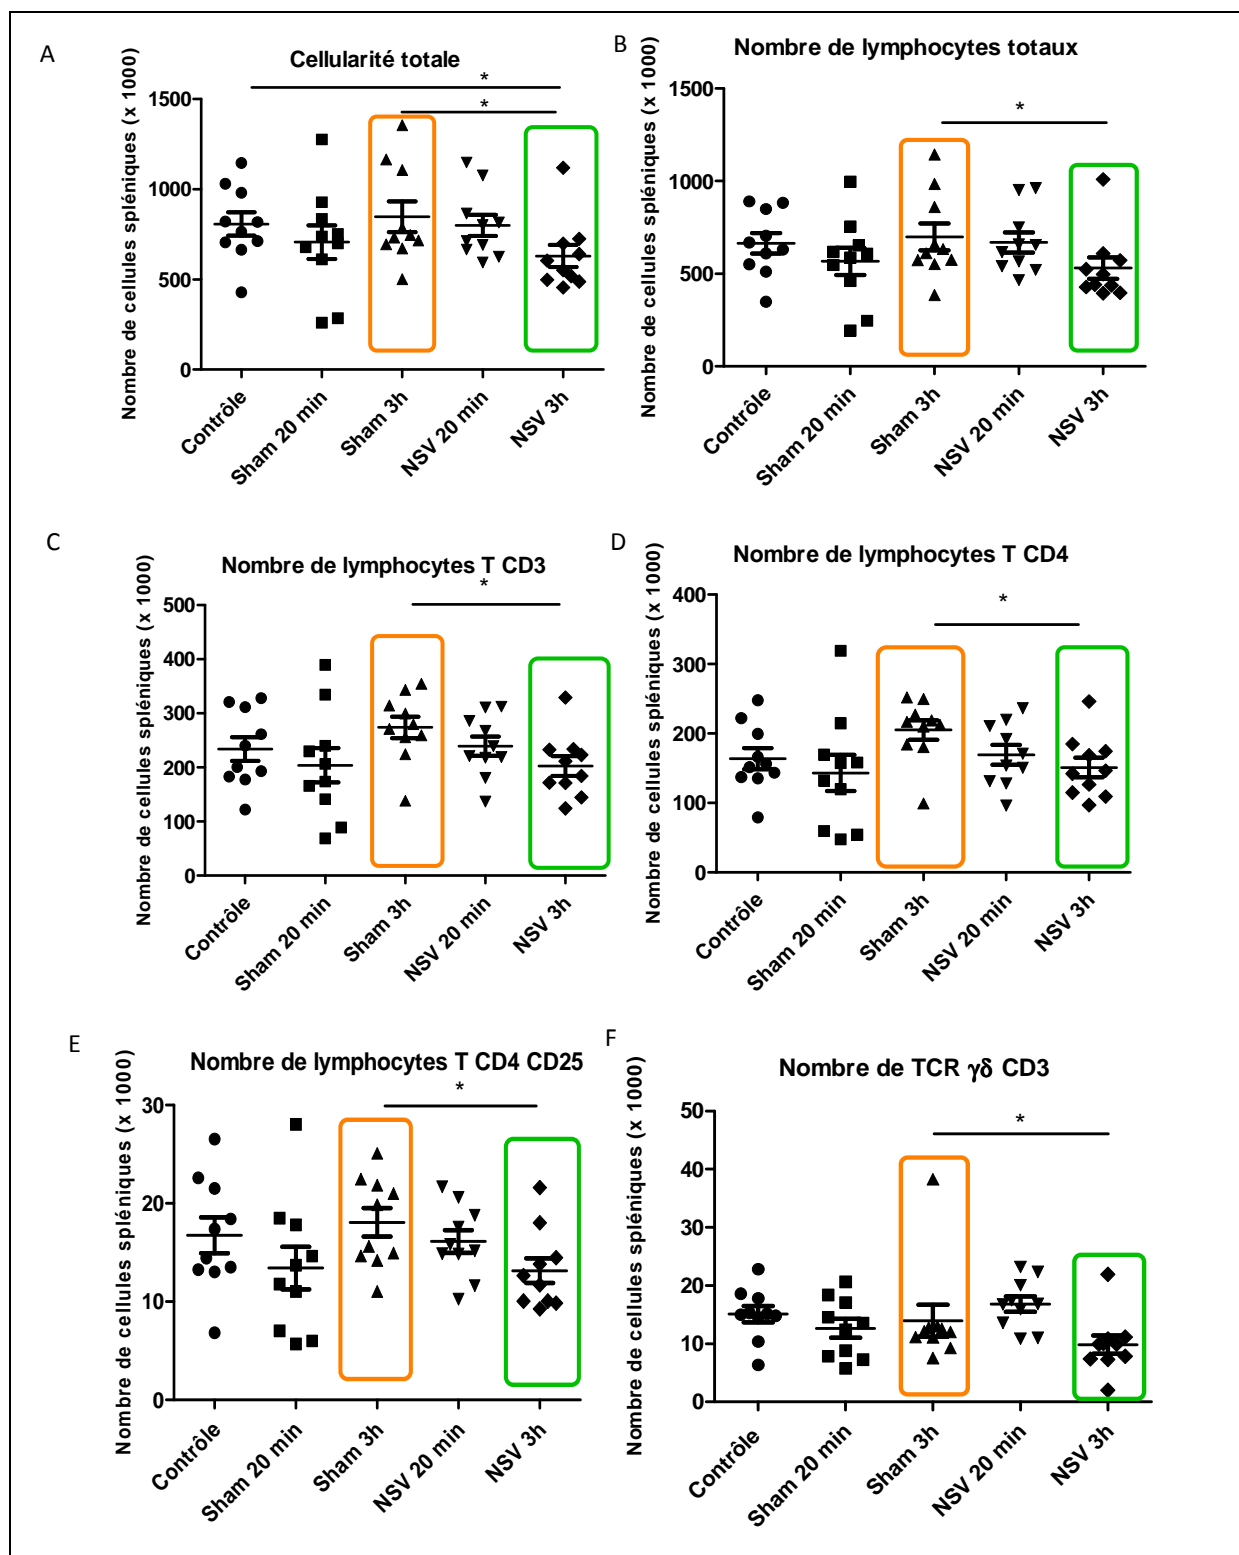 A
Cellularité totale
*
*
Nombre de cellules spléniques (x 1000)
1500
1000
500
0
Contrôle
Sham 20 min
Sham 3h
NSV 20 min
NSV 3h
B
Nombre de lymphocytes totaux
*
Nombre de cellules spléniques (x 1000)
1500
1000
500
0
Contrôle
Sham 20 min
Sham 3h
NSV 20 min
NSV 3h
C
Nombre de lymphocytes T CD3
*
Nombre de cellules spléniques (x 1000)
500
400
300
200
100
0
Contrôle
Sham 20 min
Sham 3h
NSV 20 min
NSV 3h
D
Nombre de lymphocytes T CD4
*
Nombre de cellules spléniques (x 1000)
400
300
200
100
0
Contrôle
Sham 20 min
Sham 3h
NSV 20 min
NSV 3h
E
Nombre de lymphocytes T CD4 CD25
*
Nombre de cellules spléniques (x 1000)
30
20
10
0
Contrôle
Sham 20 min
Sham 3h
NSV 20 min
NSV 3h
F
Nombre de TCR γδ CD3
*
Nombre de cellules spléniques (x 1000)
50
40
30
20
10
0
Contrôle
Sham 20 min
Sham 3h
NSV 20 min
NSV 3h